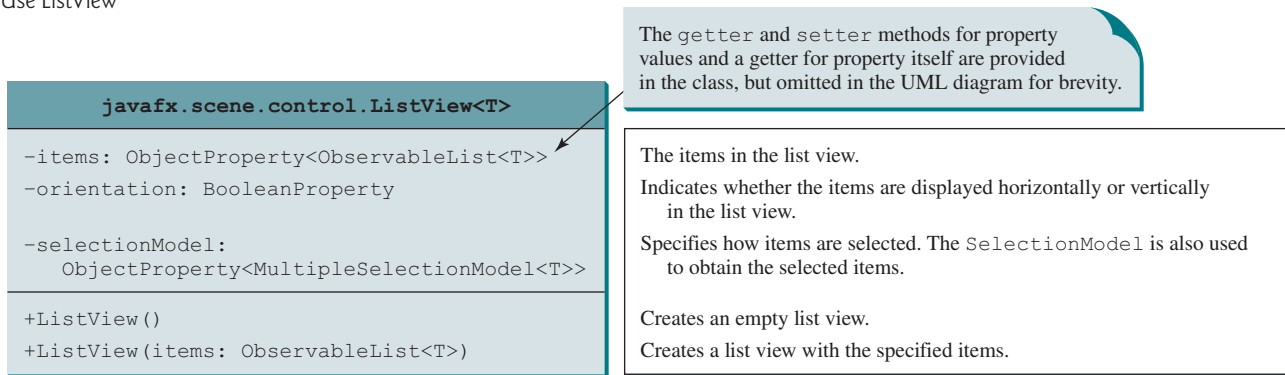 Use ListView
The getter and setter methods for property
values and a getter for property itself are provided
in the class, but omitted in the UML diagram for brevity.
javafx.scene.control.ListView<T>
-items: ObjectProperty<ObservableList<T>>
-orientation: BooleanProperty
-selectionModel:
ObjectProperty<MultipleSelectionModel<T>>
+ListView()
+ListView(items: ObservableList<T>)
The items in the list view.
Indicates whether the items are displayed horizontally or vertically
in the list view.
Specifies how items are selected. The SelectionModel is also used
to obtain the selected items.
Creates an empty list view.
Creates a list view with the specified items.